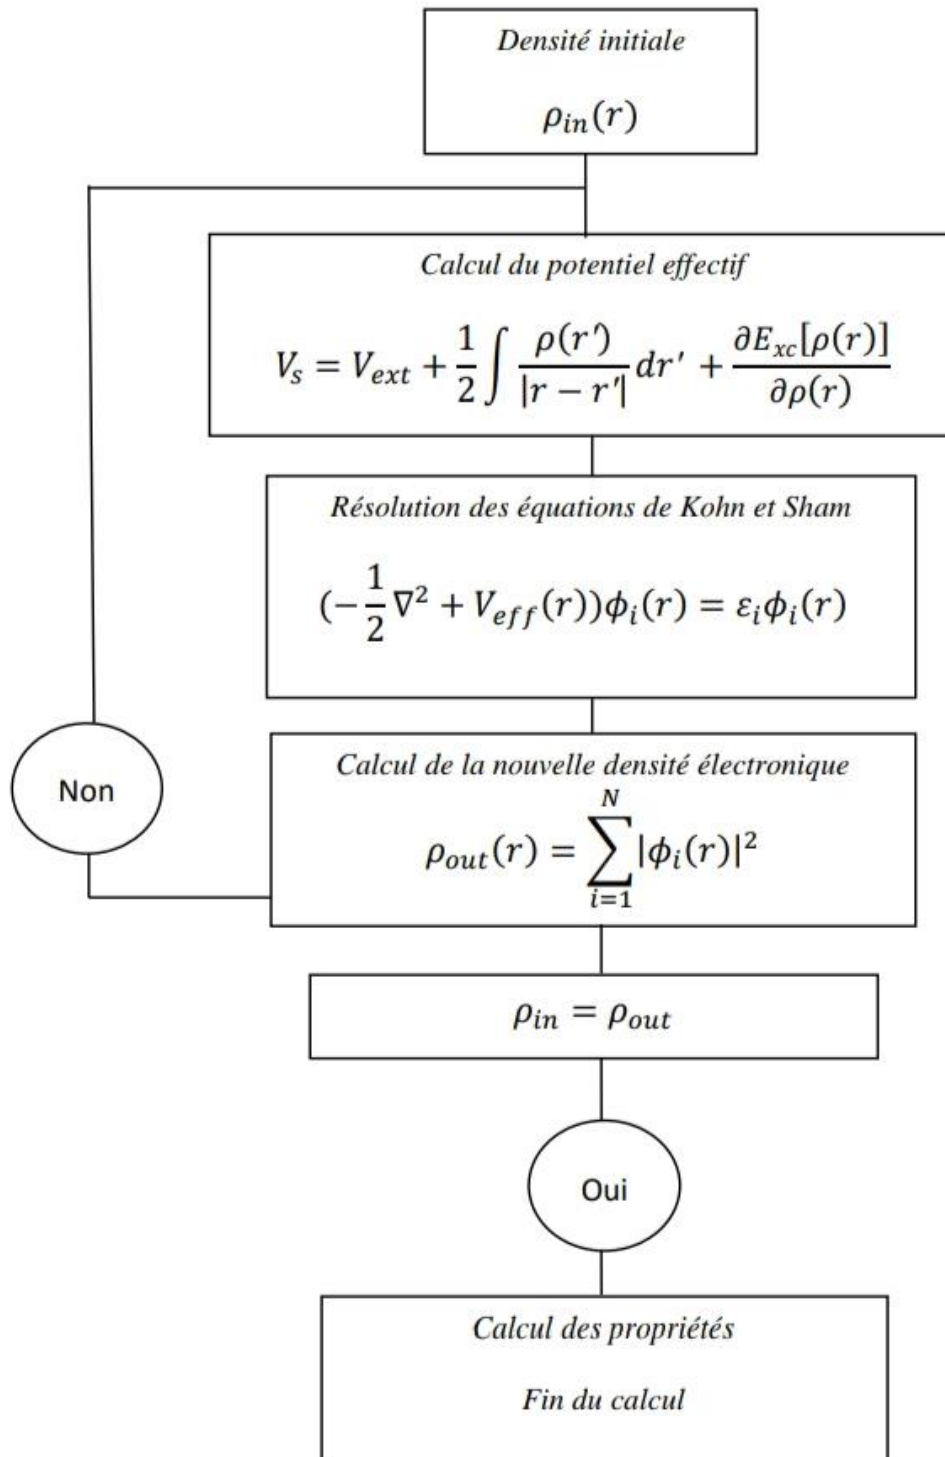 Densité initiale
ρ_in(r)
Calcul du potentiel effectif
V_s = V_ext + 1/2 ∫ ρ(r′)/|r − r′| dr′ + ∂E_xc[ρ(r)]/∂ρ(r)
Résolution des équations de Kohn et Sham
(−1/2 ∇² + V_eff(r))ϕ_i(r) = ε_iϕ_i(r)
Non
Calcul de la nouvelle densité électronique
ρ_out(r) = ∑_{i=1}^{N} |ϕ_i(r)|²
ρ_in = ρ_out
Oui
Calcul des propriétés
Fin du calcul